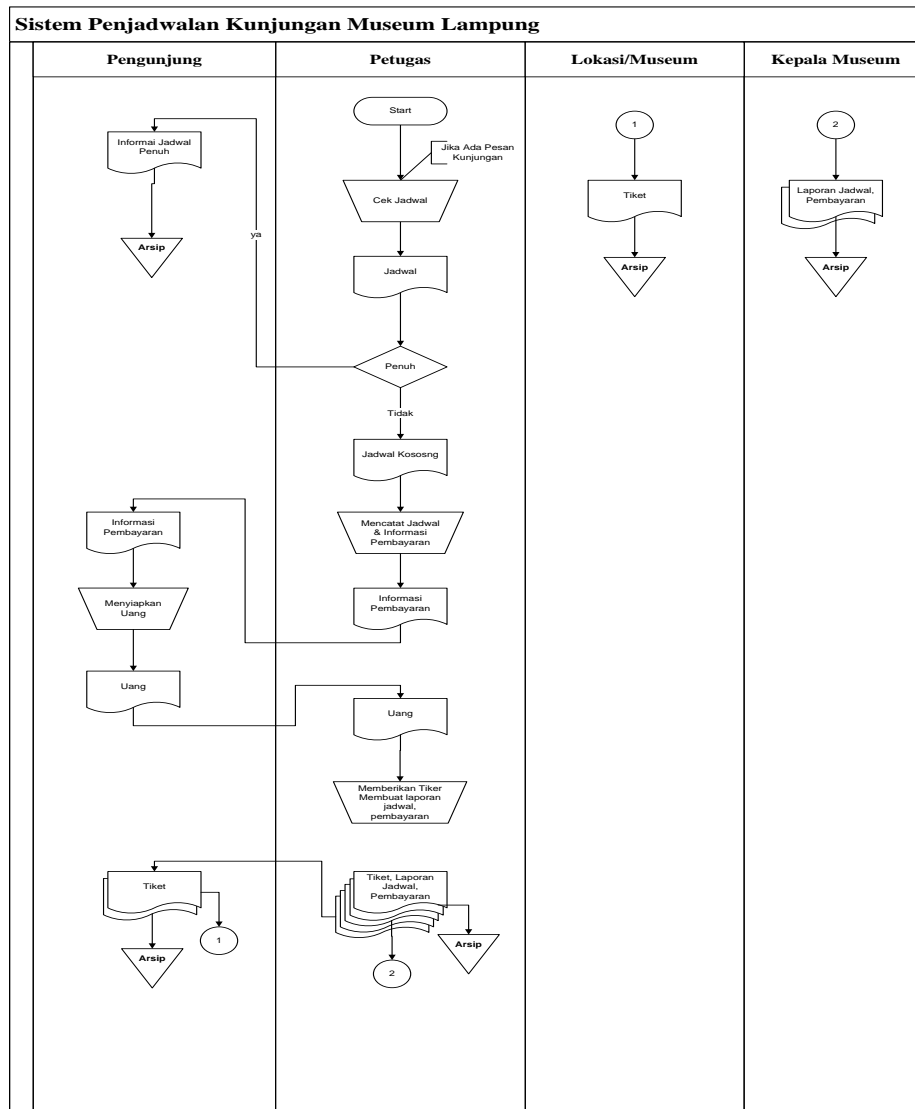 Sistem Penjadwalan Kunjungan Museum Lampung
Pengunjung
Petugas
Lokasi/Museum
Kepala Museum
Informai Jadwal
Penuh
Arsip
ya
Start
Jika Ada Pesan
Kunjungan
Cek Jadwal
Jadwal
Penuh
Tidak
Jadwal Kososng
Mencatat Jadwal
& Informasi
Pembayaran
Informasi
Pembayaran
Informasi
Pembayaran
Menyiapkan
Uang
Uang
Uang
Memberikan Tiker
Membuat laporan
jadwal,
pembayaran
Tiket, Laporan
Jadwal,
Pembayaran
Arsip
2
Tiket
1
Arsip
1
Tiket
Arsip
2
Laporan Jadwal,
Pembayaran
Arsip